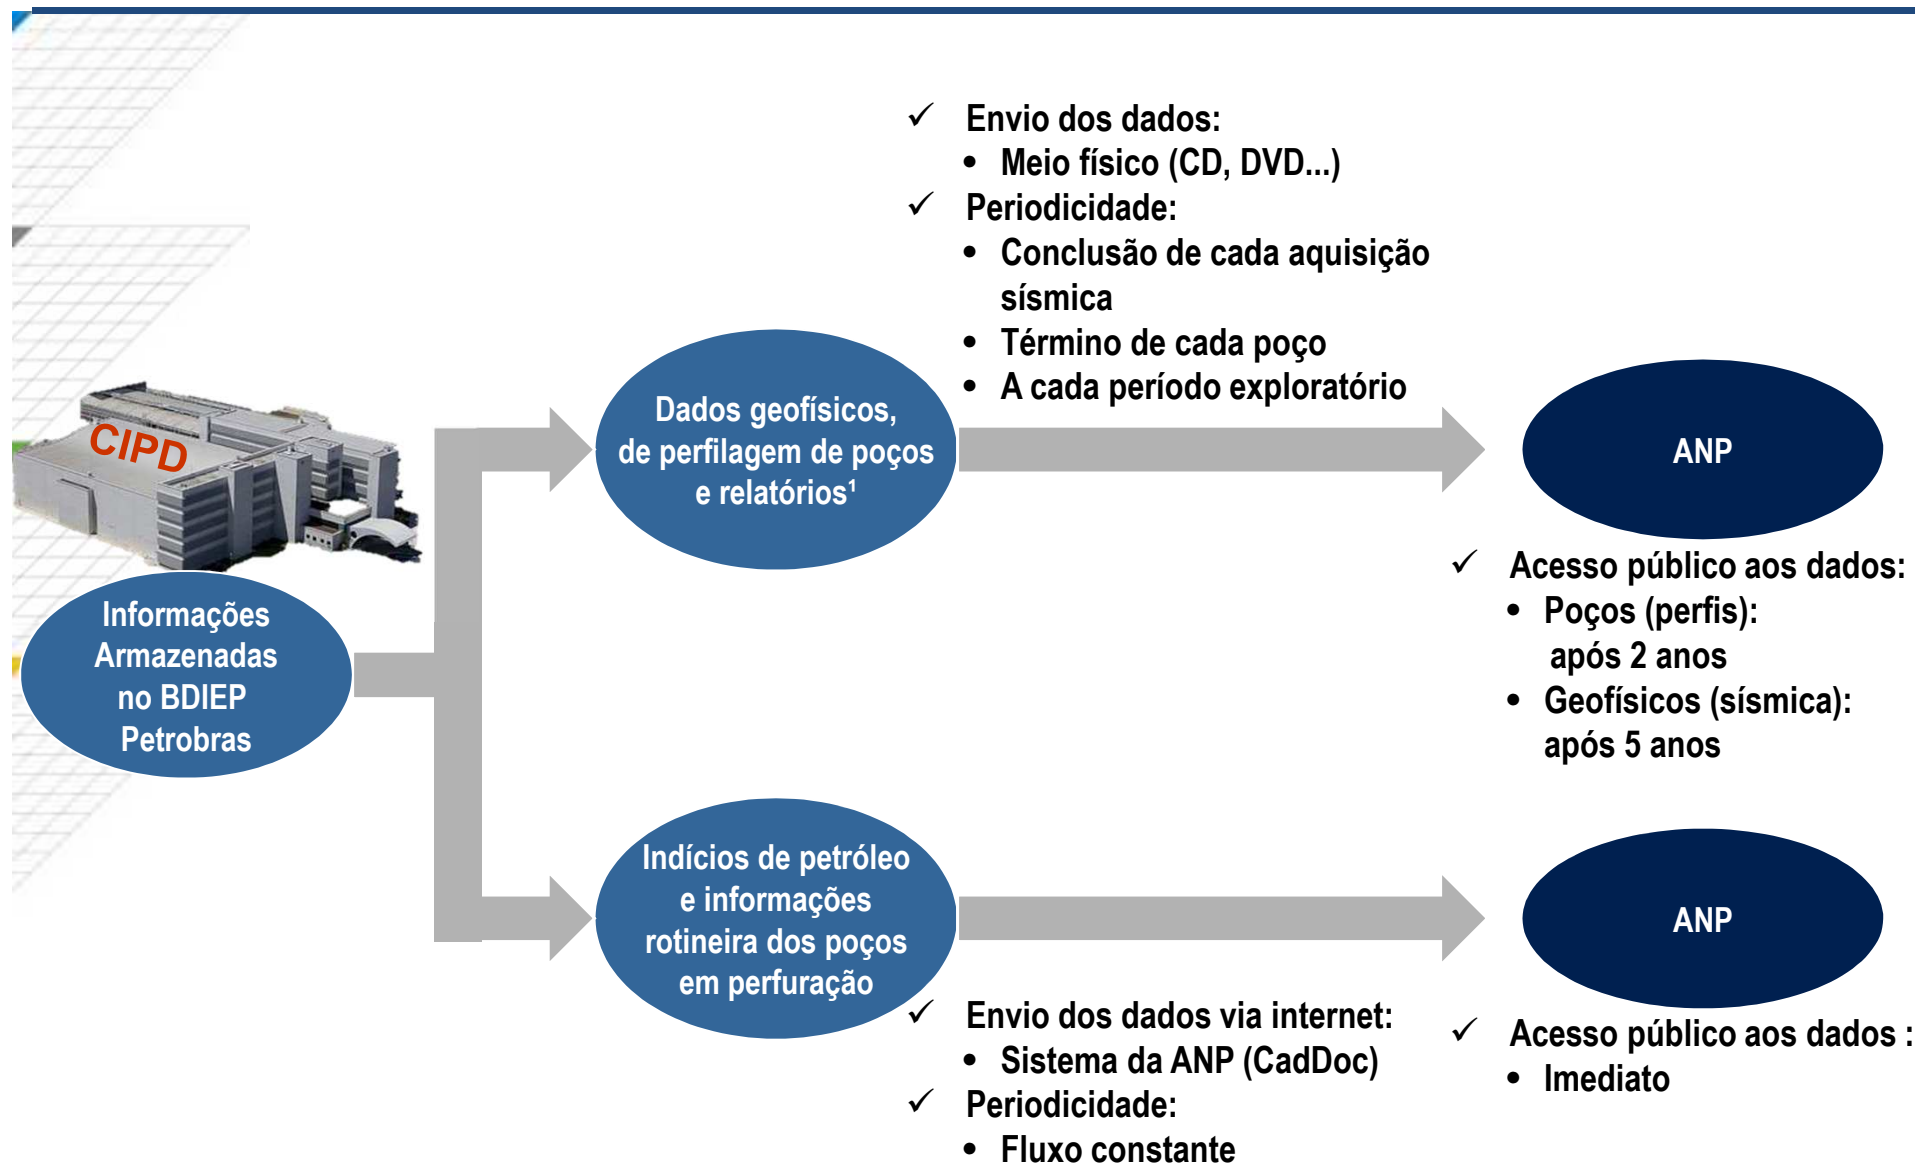 ✓ Envio dos dados:
• Meio físico (CD, DVD...)
✓ Periodicidade:
• Conclusão de cada aquisição
sísmica
• Término de cada poço
• A cada período exploratório
CIPD
Informações
Armazenadas
no BDIEP
Petrobras
Dados geofísicos,
de perfilagem de poços
e relatórios¹
ANP
✓ Acesso público aos dados:
• Poços (perfis):
após 2 anos
• Geofísicos (sísmica):
após 5 anos
Indícios de petróleo
e informações
rotineira dos poços
em perfuração
ANP
✓ Envio dos dados via internet:
• Sistema da ANP (CadDoc)
✓ Periodicidade:
• Fluxo constante
✓ Acesso público aos dados :
• Imediato